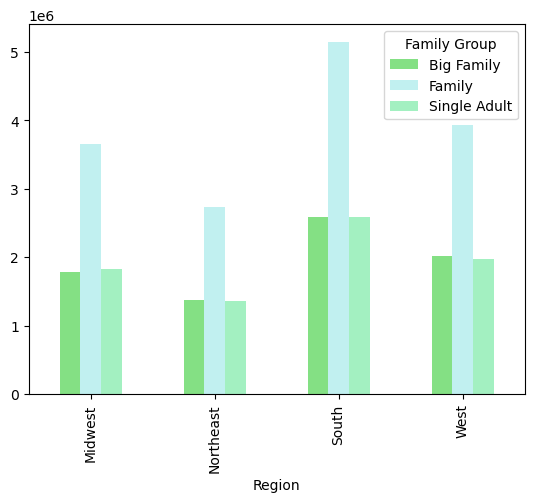 1e6
5
4
3
2
1
0
Family Group
Big Family
Family
Single Adult
Midwest
Northeast
South
West
Region